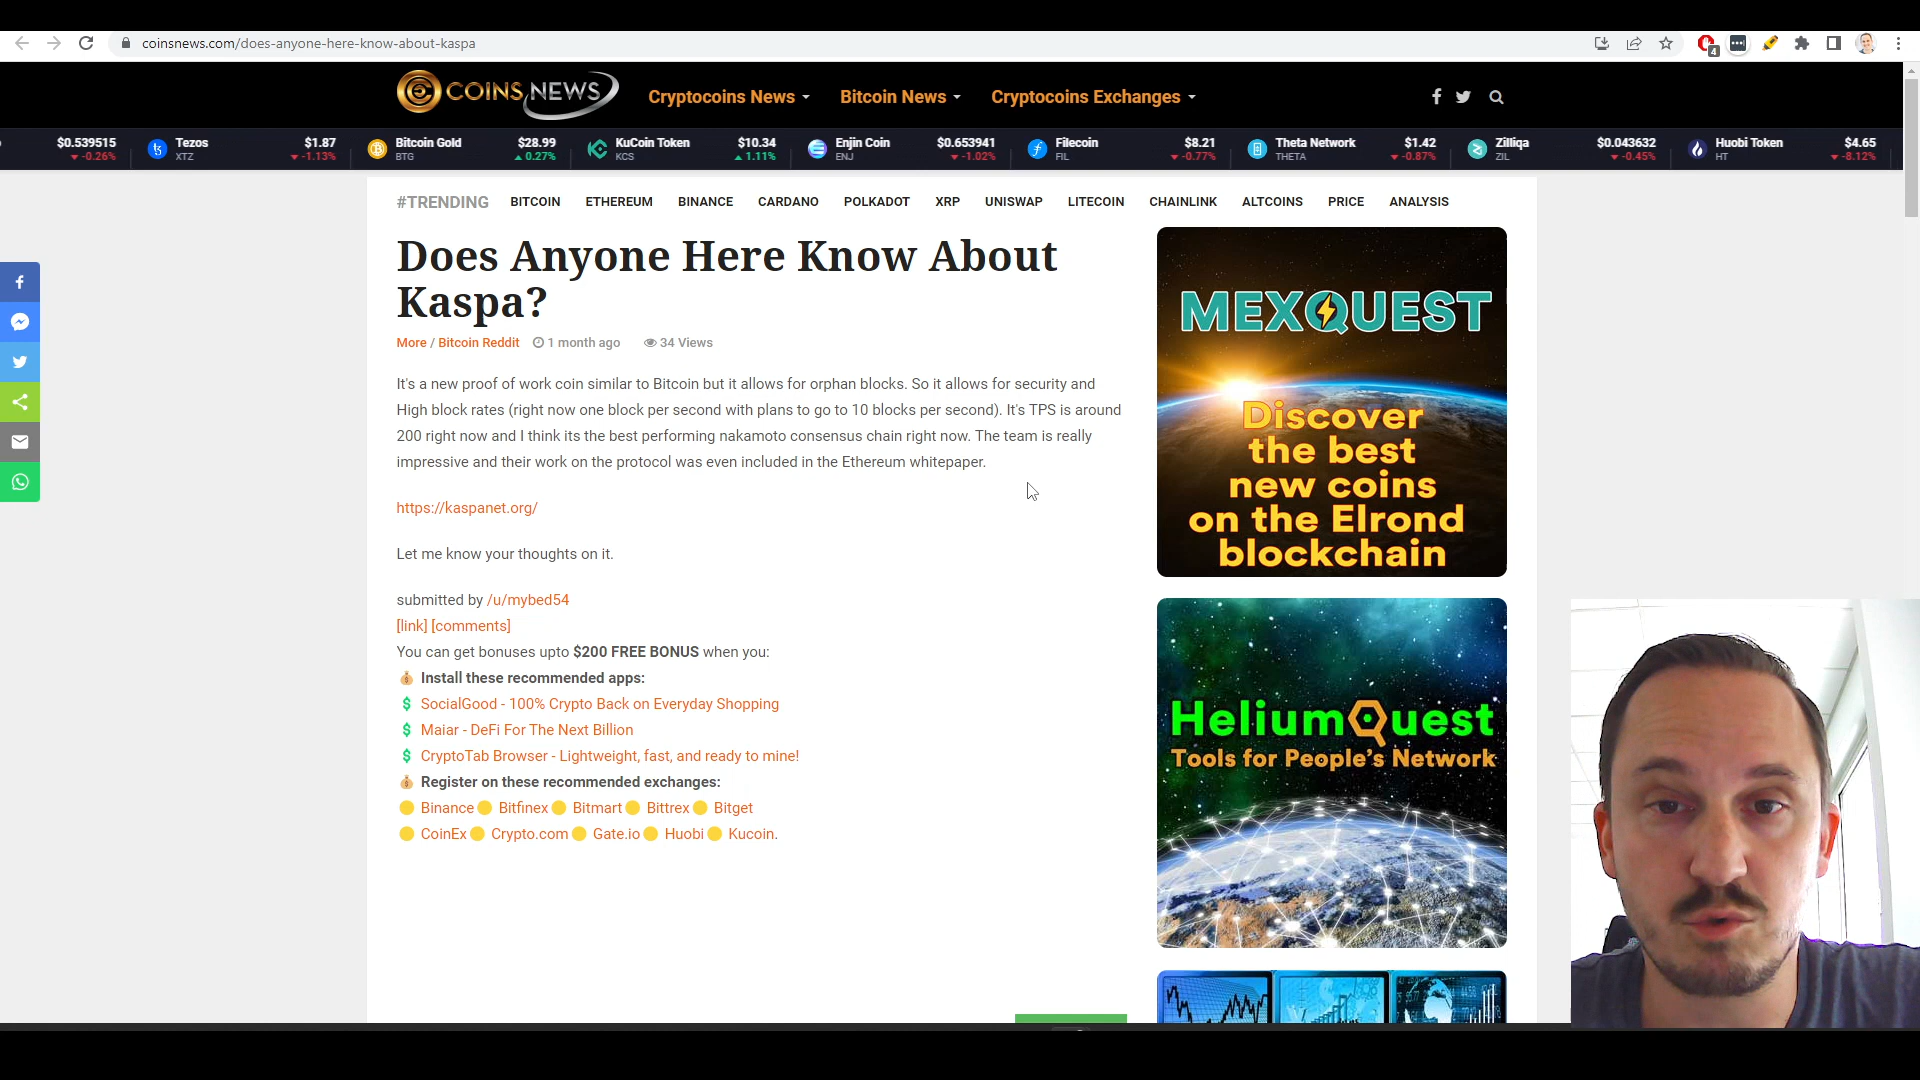 coinsnews.com/does-anyone-here-know-about-kaspa
4
COINS NEWS
Cryptocoins News
Bitcoin News
Cryptocoins Exchanges
$0.539515
-0.26%
Tezos
XTZ
$1.87
-1.13%
Bitcoin Gold
BTG
$28.99
0.27%
KuCoin Token
KCS
$10.34
1.11%
Enjin Coin
ENJ
$0.653941
-1.02%
Filecoin
FIL
$8.21
-0.77%
Theta Network
THETA
$1.42
-0.87%
Zilliqa
ZIL
$0.043632
-0.45%
Huobi Token
HT
$4.65
-8.12%
#TRENDING BITCOIN ETHEREUM BINANCE CARDANO POLKADOT XRP UNISWAP LITECOIN CHAINLINK ALTCOINS PRICE ANALYSIS
Does Anyone Here Know About
Kaspa?
More / Bitcoin Reddit 1 month ago 34 Views
It's a new proof of work coin similar to Bitcoin but it allows for orphan blocks. So it allows for security and
High block rates (right now one block per second with plans to go to 10 blocks per second). It's TPS is around
200 right now and I think its the best performing nakamoto consensus chain right now. The team is really
impressive and their work on the protocol was even included in the Ethereum whitepaper.
https://kaspanet.org/
Let me know your thoughts on it.
submitted by /u/mybed54
[link] [comments]
You can get bonuses upto $200 FREE BONUS when you:
💰 Install these recommended apps:
💲 SocialGood - 100% Crypto Back on Everyday Shopping
💲 Maiar - DeFi For The Next Billion
💲 CryptoTab Browser - Lightweight, fast, and ready to mine!
💰 Register on these recommended exchanges:
🟡 Binance🟡 Bitfinex🟡 Bitmart🟡 Bittrex🟡 Bitget
🟡 CoinEx🟡 Crypto.com🟡 Gate.io🟡 Huobi🟡 Kucoin.
MEXQUEST
Discover
the best
new coins
on the Elrond
blockchain
HeliumQuest
Tools for People's Network